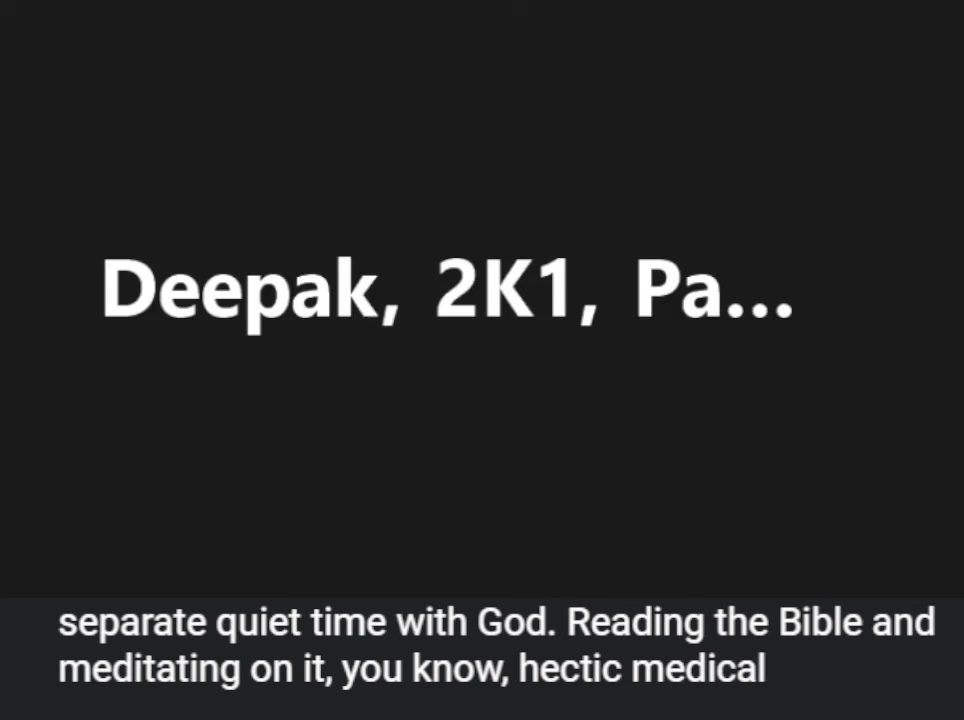 Deepak, 2K1, Pa...
separate quiet time with God. Reading the Bible and
meditating on it, you know, hectic medical